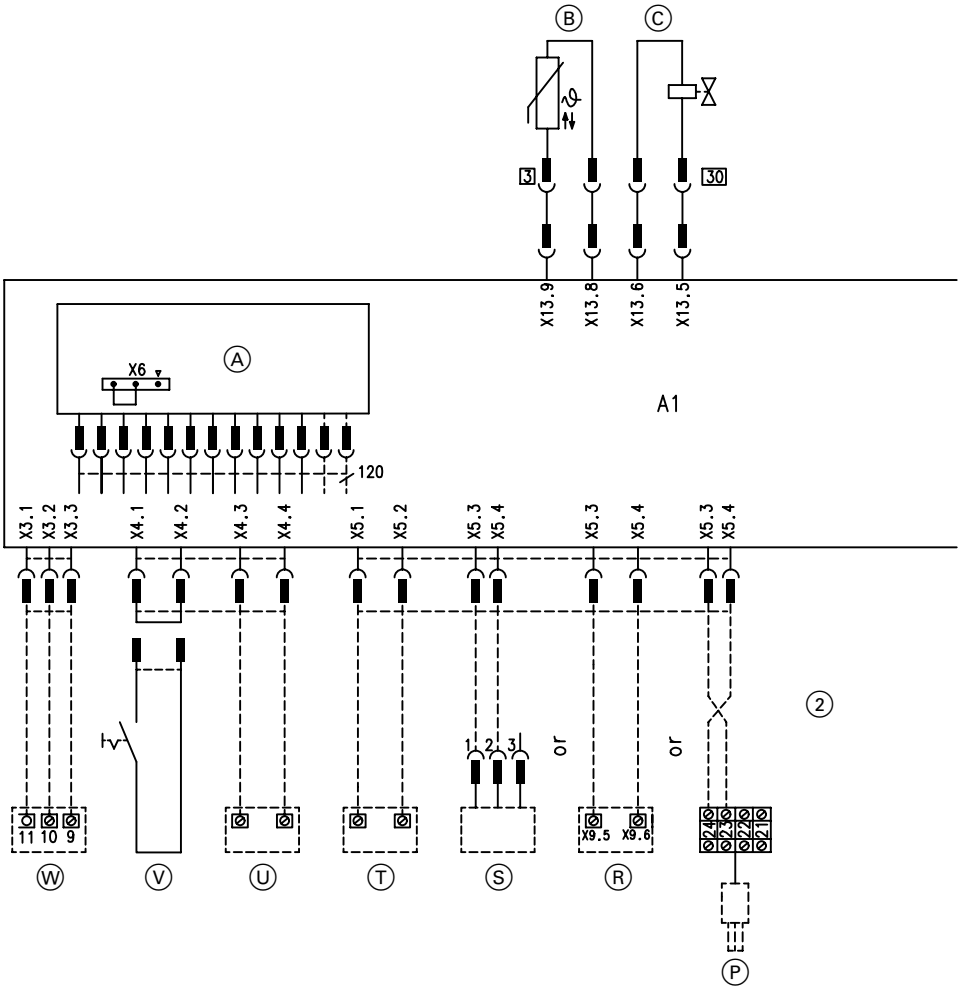 B C
3 30
X13.9 X13.8 X13.6 X13.5
A
X6
A1
120
X3.1 X3.2 X3.3 X4.1 X4.2 X4.3 X4.4 X5.1 X5.2 X5.3 X5.4 X5.3 X5.4 X5.3 X5.4
2
1 2 3 or or
11 10 9 X9.5 X9.6 24 23 22 21
W V U T S R
P